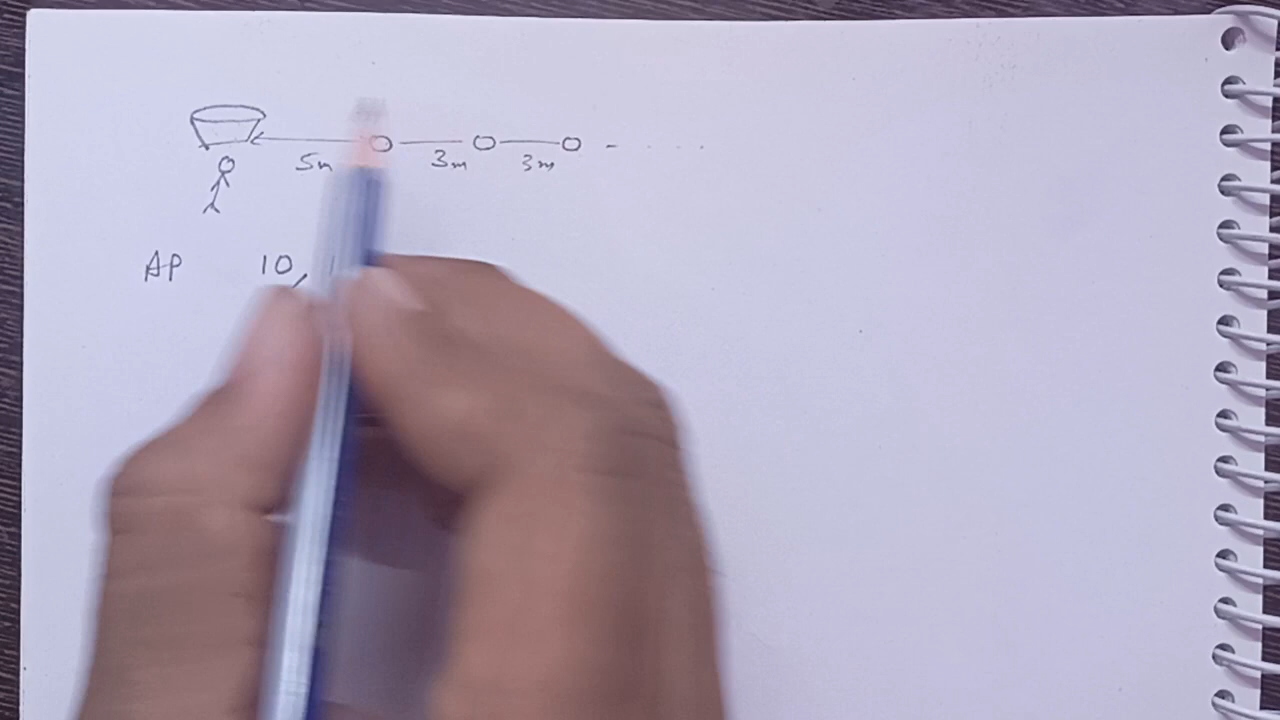 5m 3m 3m - . . . . .
AP 10,